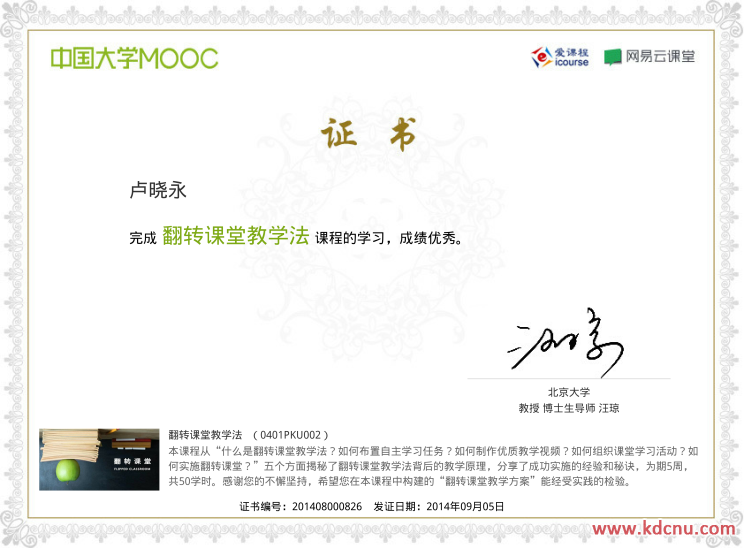 中国大学MOOC
爱课程
icourse
网易云课堂
证书
卢晓永
完成 翻转课堂教学法 课程的学习，成绩优秀。
汪琼
北京大学
教授 博士生导师 汪琼
翻转课堂
FLIPPED CLASSROOM
翻转课堂教学法 （0401PKU002）
本课程从“什么是翻转课堂教学法？如何布置自主学习任务？如何制作优质教学视频？如何组织课堂学习活动？如
何实施翻转课堂？”五个方面揭秘了翻转课堂教学法背后的教学原理，分享了成功实施的经验和秘诀，为期5周，
共50学时。感谢您的不懈坚持，希望您在本课程中构建的“翻转课堂教学方案”能经受实践的检验。
证书编号：201408000826 发证日期：2014年09月05日
www.kdcnu.com